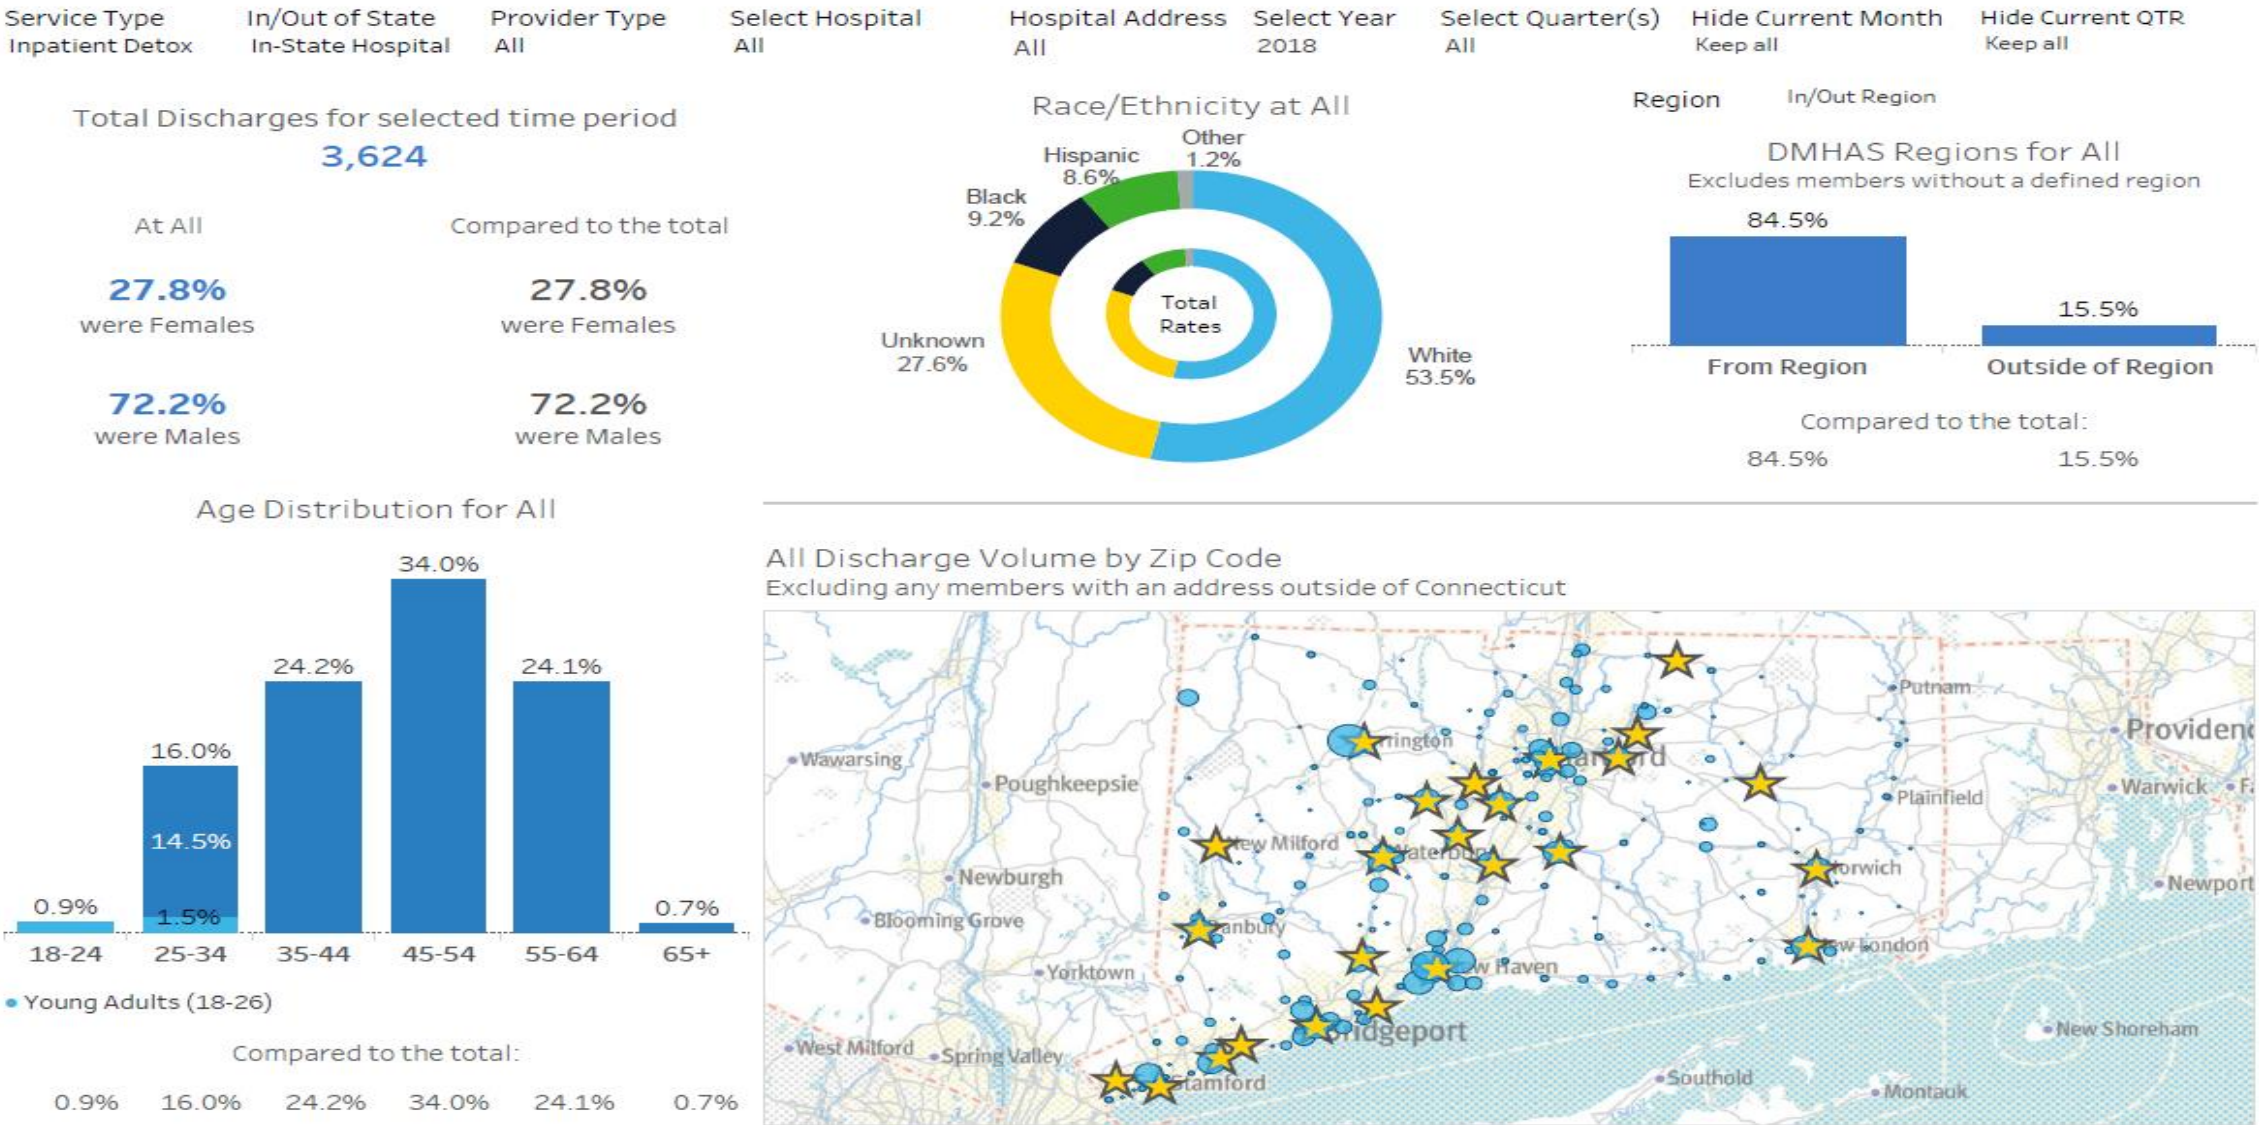 Service Type
Inpatient Detox
In/Out of State
In-State Hospital
Provider Type
All
Select Hospital
All
Hospital Address
All
Select Year
2018
Select Quarter(s)
All
Hide Current Month
Keep all
Hide Current QTR
Keep all
Total Discharges for selected time period
3,624
At All
Compared to the total
27.8%
were Females
27.8%
were Females
72.2%
were Males
72.2%
were Males
Race/Ethnicity at All
Other
1.2%
Hispanic
8.6%
Black
9.2%
Unknown
27.6%
White
53.5%
Total
Rates
Region
In/Out Region
DMHAS Regions for All
Excludes members without a defined region
84.5%
15.5%
From Region
Outside of Region
Compared to the total:
84.5%
15.5%
Age Distribution for All
34.0%
24.2%
24.1%
16.0%
14.5%
1.5%
0.9%
0.7%
18-24
25-34
35-44
45-54
55-64
65+
Young Adults (18-26)
Compared to the total:
0.9%
16.0%
24.2%
34.0%
24.1%
0.7%
All Discharge Volume by Zip Code
Excluding any members with an address outside of Connecticut
Putnam
Providenc
rrington
Wawarsing
Poughkeepsie
Warwick
Plainfield
ew Milford
Waterbury
orwich
Newburgh
Newport
Blooming Grove
anbury
ew London
Yorktown
w Haven
idgeport
New Shoreham
West Milford
Spring Valley
Stamford
Southold
Montauk